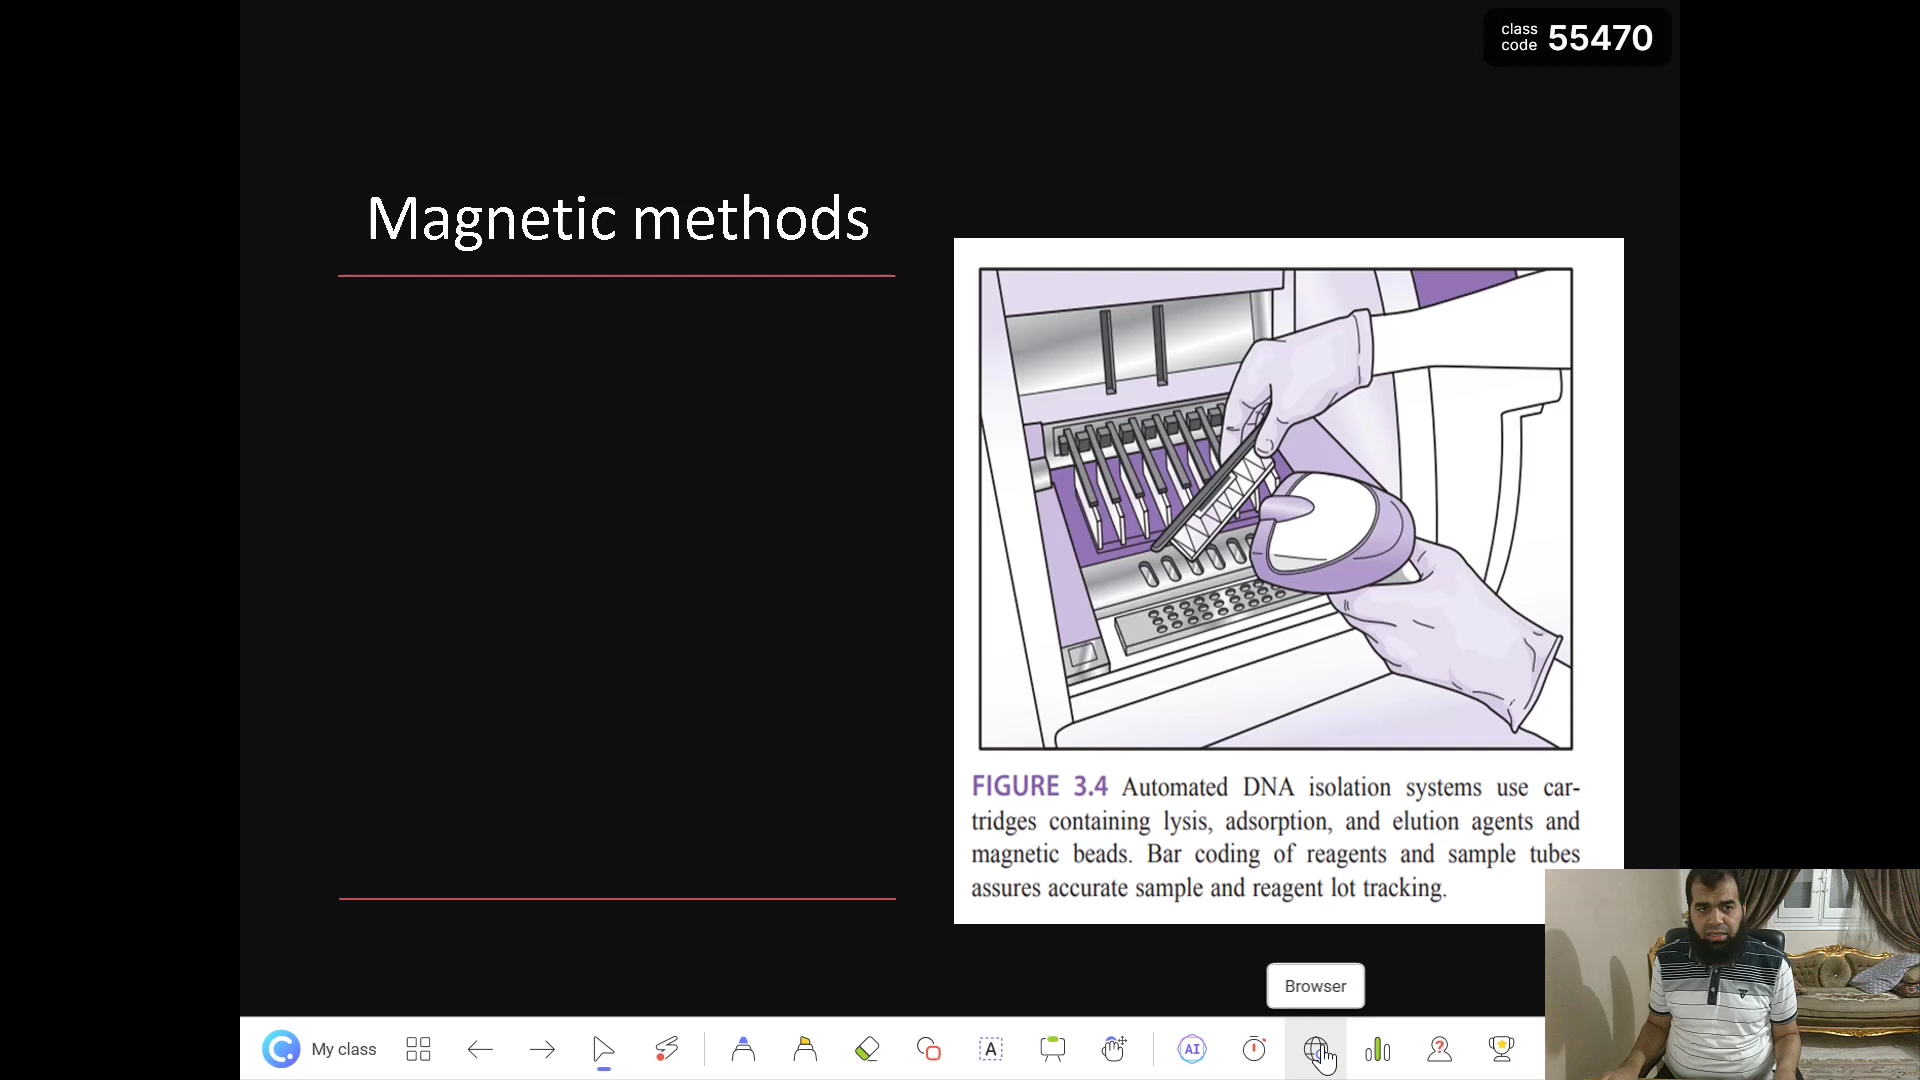 class
code 55470
Magnetic methods
FIGURE 3.4 Automated DNA isolation systems use car-
tridges containing lysis, adsorption, and elution agents and
magnetic beads. Bar coding of reagents and sample tubes
assures accurate sample and reagent lot tracking.
Browser
My class
A
AI
?